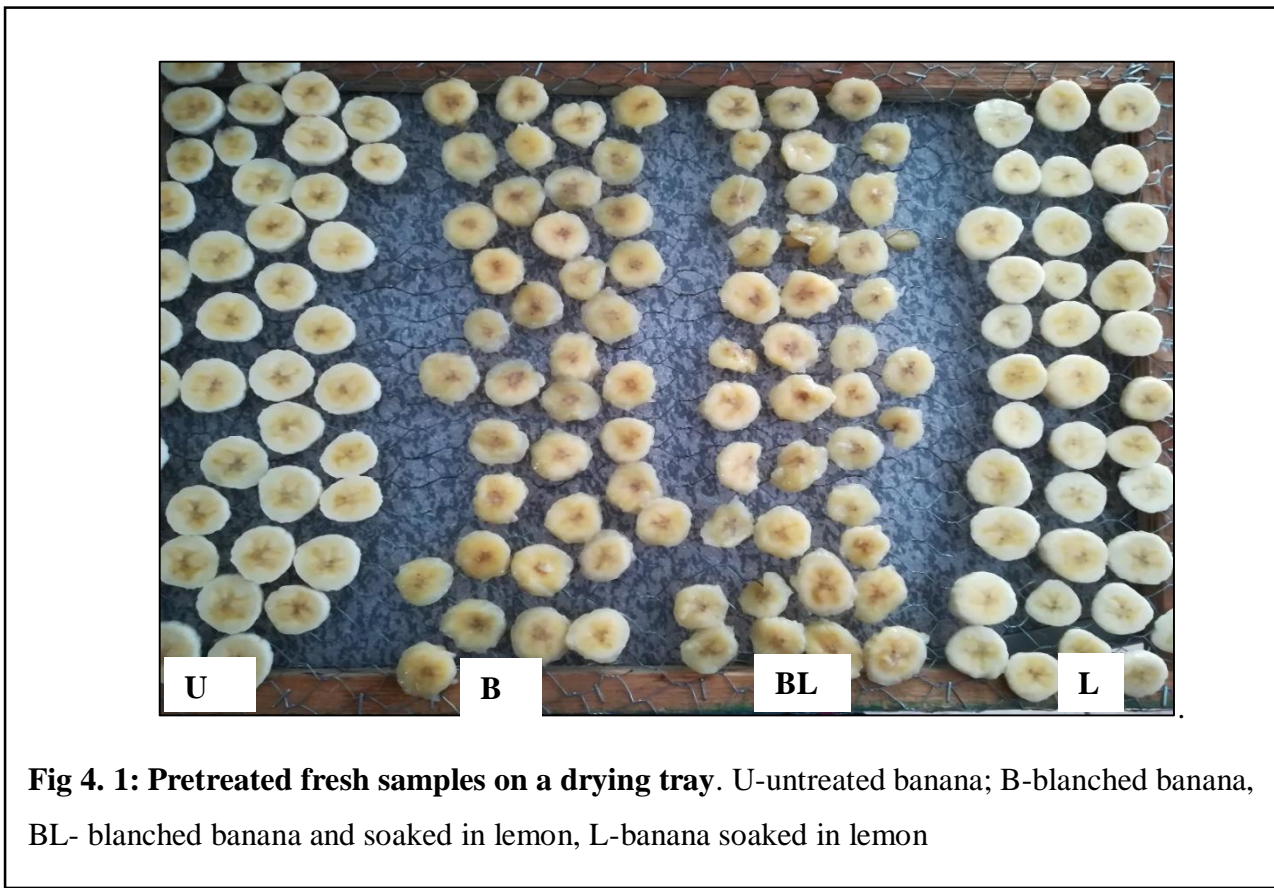 U B BL L
.
Fig 4. 1: Pretreated fresh samples on a drying tray. U-untreated banana; B-blanched banana,
BL- blanched banana and soaked in lemon, L-banana soaked in lemon